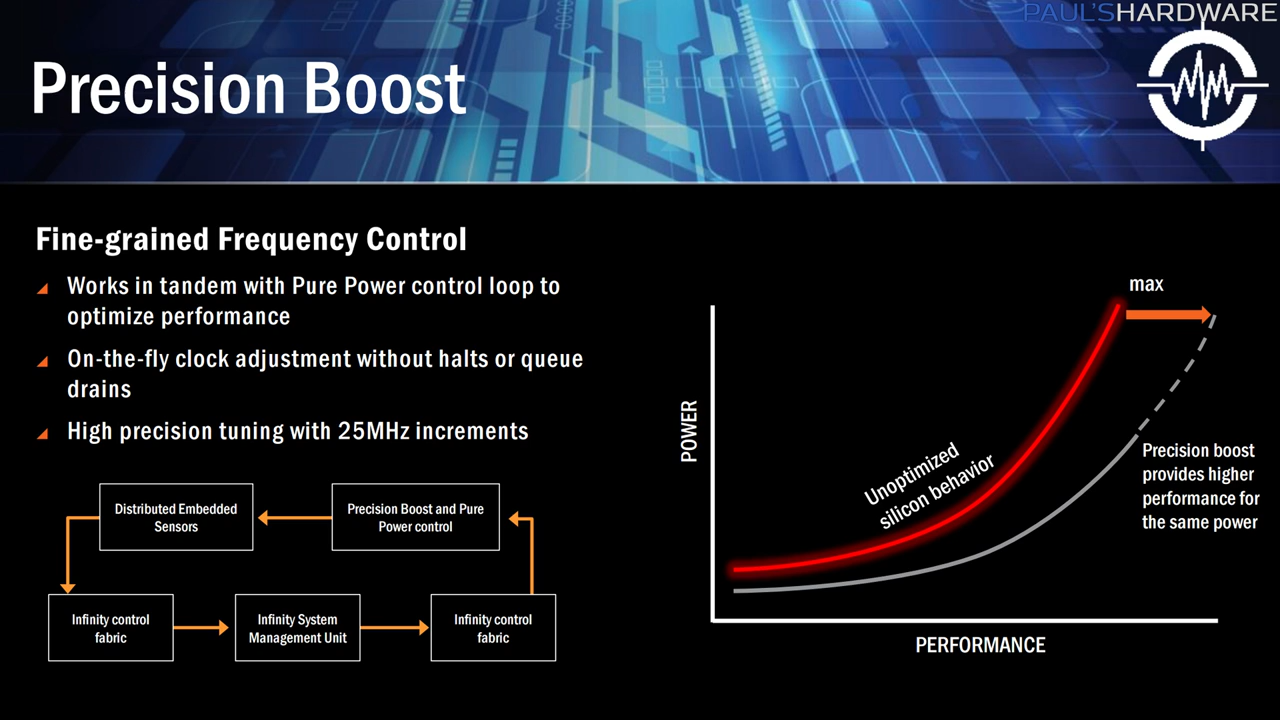 PAUL'SHARDWARE
Precision Boost
Fine-grained Frequency Control
Works in tandem with Pure Power control loop to
optimize performance
On-the-fly clock adjustment without halts or queue
drains
High precision tuning with 25MHz increments
Distributed Embedded
Sensors
Precision Boost and Pure
Power control
Infinity control
fabric
Infinity System
Management Unit
Infinity control
fabric
max
POWER
Unoptimized
silicon behavior
Precision boost
provides higher
performance for
the same power
PERFORMANCE